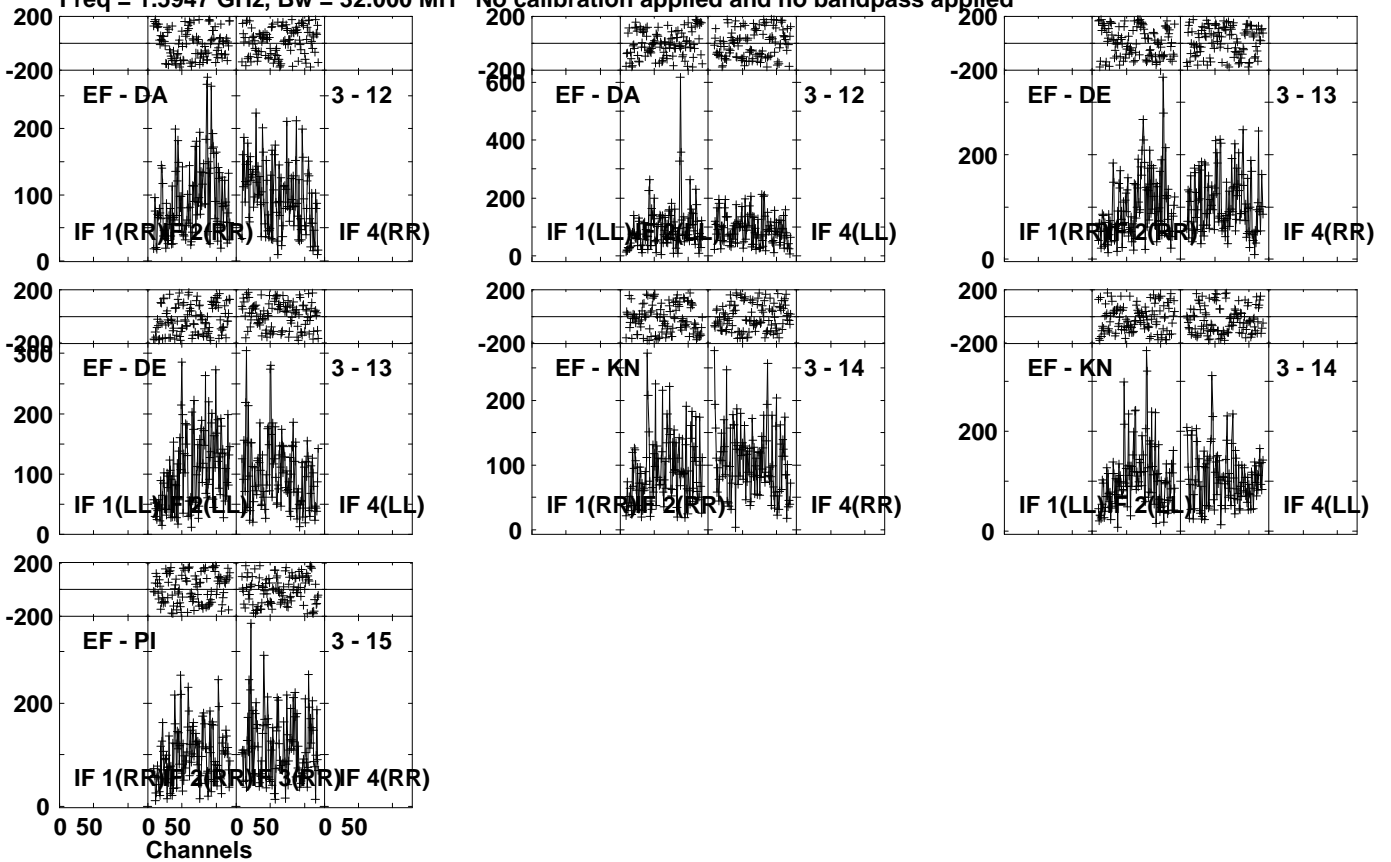 Freq = 1.5947 GHz, Bw = 32.000 MH No calibration applied and no bandpass applied
200
-200
EF - DA 3 - 12
200
100
0
IF 1(RR) IF 2(RR) IF 4(RR)
200
-200
EF - DA 3 - 12
600
400
200
0
IF 1(LL) IF 2(LL) IF 4(LL)
200
-200
EF - DE 3 - 13
200
0
IF 1(RR) IF 2(RR) IF 4(RR)
200
-200
EF - DE 3 - 13
300
200
100
0
IF 1(LL) IF 2(LL) IF 4(LL)
200
-200
EF - KN 3 - 14
200
100
0
IF 1(RR) IF 2(RR) IF 4(RR)
200
-200
EF - KN 3 - 14
200
0
IF 1(LL) IF 2(LL) IF 4(LL)
200
-200
EF - PI 3 - 15
200
0
IF 1(RR) IF 2(RR) IF 3(RR) IF 4(RR)
0 50 0 50 0 50 0 50
Channels